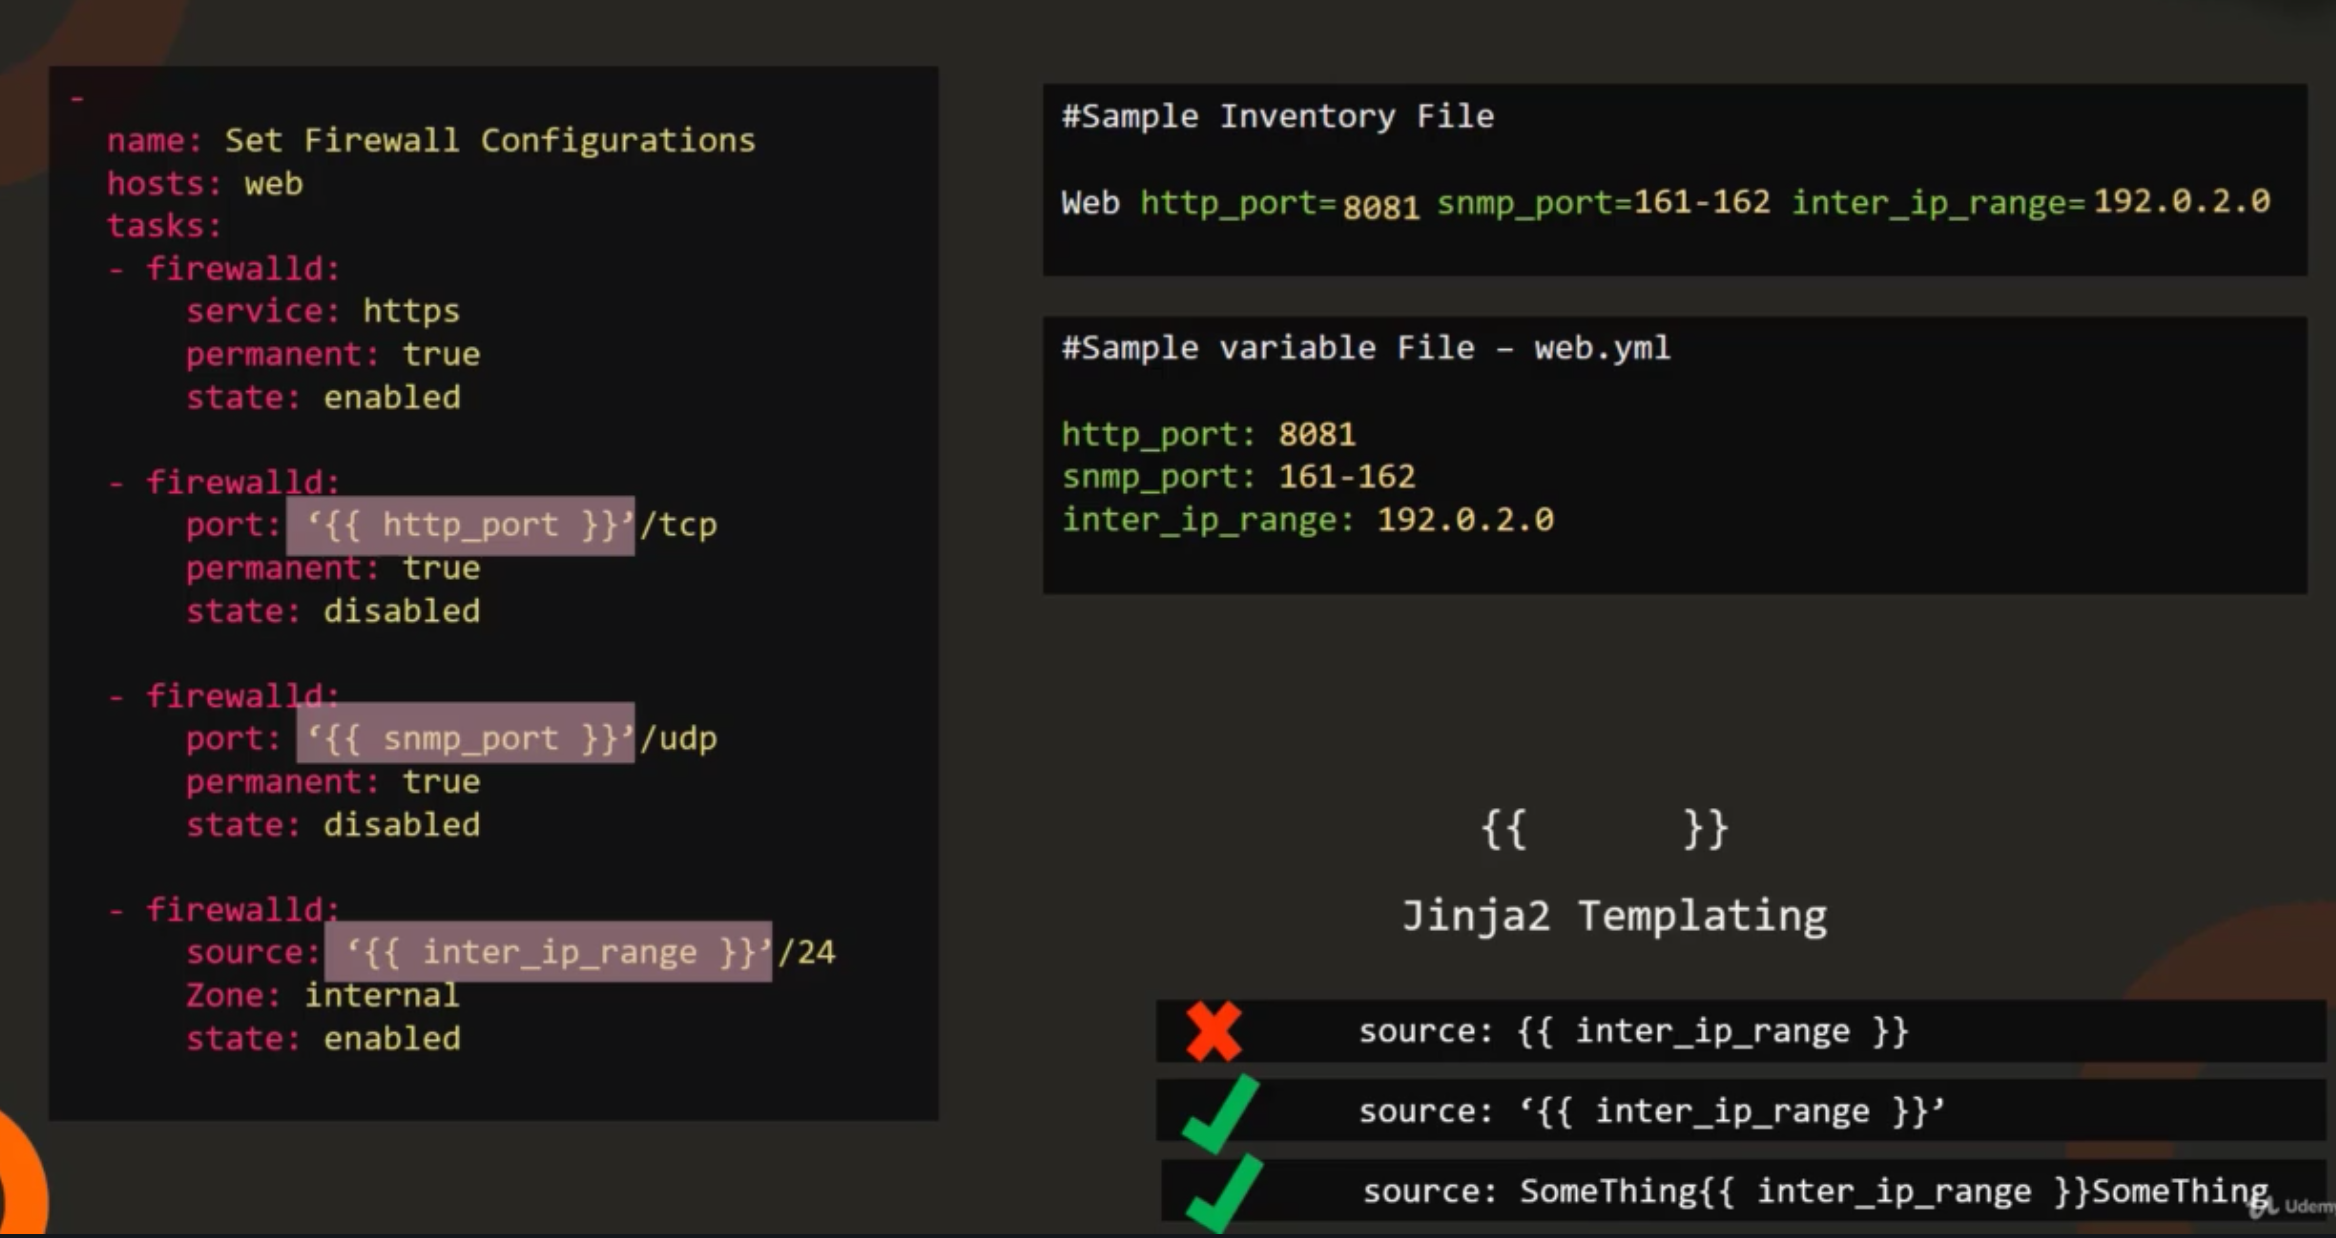 -
name: Set Firewall Configurations
hosts: web
tasks:
- firewalld:
service: https
permanent: true
state: enabled
- firewalld:
port: ‘{{ http_port }}’/tcp
permanent: true
state: disabled
- firewalld:
port: ‘{{ snmp_port }}’/udp
permanent: true
state: disabled
- firewalld:
source: ‘{{ inter_ip_range }}’/24
Zone: internal
state: enabled
#Sample Inventory File
Web http_port=8081 snmp_port=161-162 inter_ip_range=192.0.2.0
#Sample variable File – web.yml
http_port: 8081
snmp_port: 161-162
inter_ip_range: 192.0.2.0
{{ }}
Jinja2 Templating
source: {{ inter_ip_range }}
source: ‘{{ inter_ip_range }}’
source: SomeThing{{ inter_ip_range }}SomeThing
Udemy